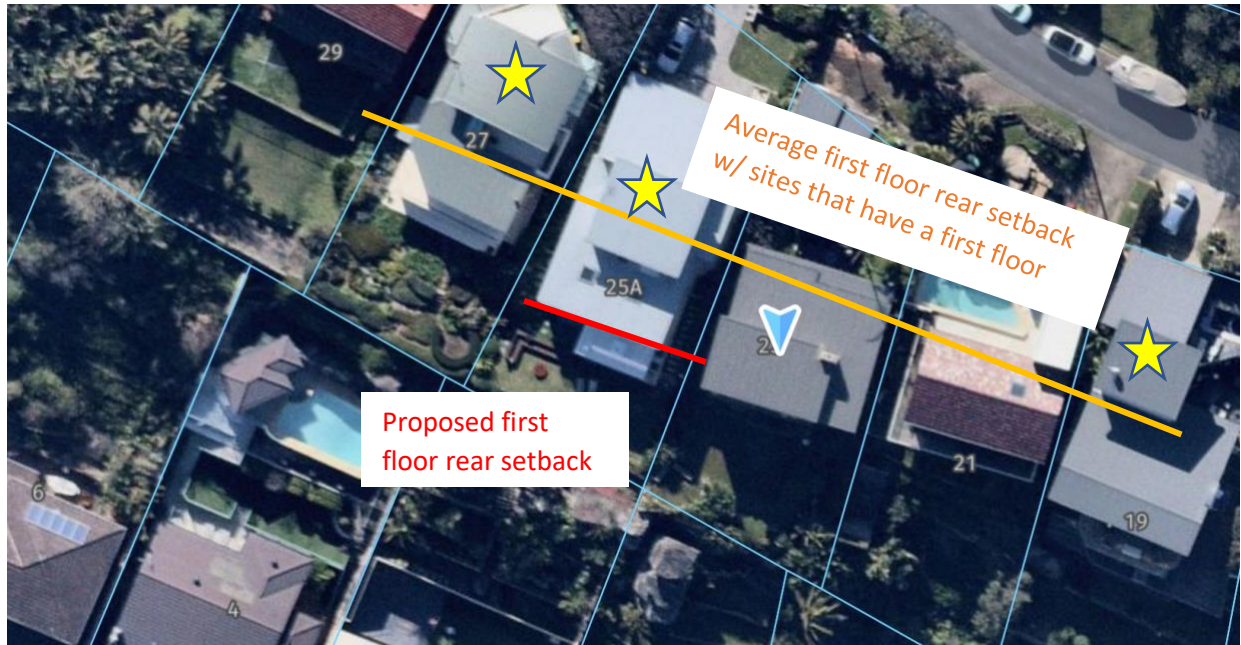 29
27
Average first floor rear setback
w/ sites that have a first floor
25A
Proposed first
floor rear setback
21
6
19
4